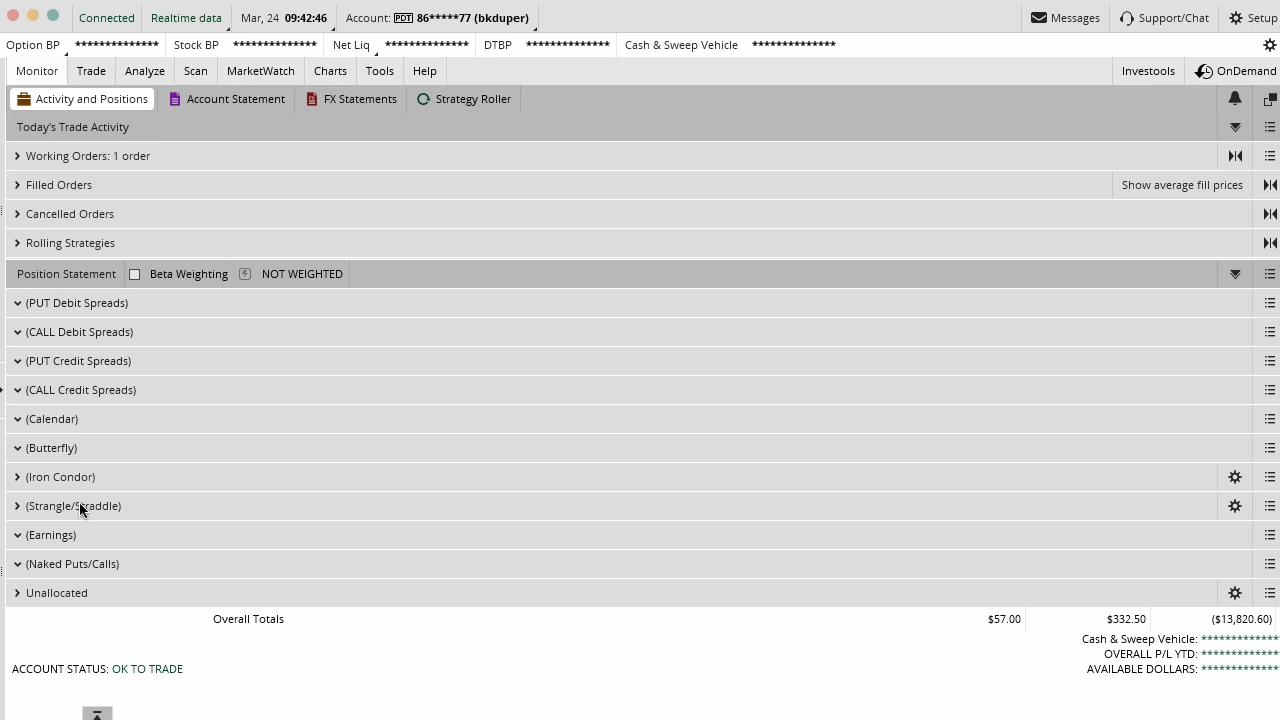 Connected Realtime data Mar, 24 09:42:46 Account: PDT 86*****77 (bkduper) Messages Support/Chat Setup
Option BP ************** Stock BP ************** Net Liq ************** DTBP ************** Cash & Sweep Vehicle **************
Monitor Trade Analyze Scan MarketWatch Charts Tools Help Investools OnDemand
Activity and Positions Account Statement FX Statements Strategy Roller
Today's Trade Activity
Working Orders: 1 order
Filled Orders Show average fill prices
Cancelled Orders
Rolling Strategies
Position Statement Beta Weighting NOT WEIGHTED
(PUT Debit Spreads)
(CALL Debit Spreads)
(PUT Credit Spreads)
(CALL Credit Spreads)
(Calendar)
(Butterfly)
(Iron Condor)
(Strangle/Straddle)
(Earnings)
(Naked Puts/Calls)
Unallocated
Overall Totals $57.00 $332.50 ($13,820.60)
Cash & Sweep Vehicle: *************
OVERALL P/L YTD: *************
ACCOUNT STATUS: OK TO TRADE AVAILABLE DOLLARS: *************